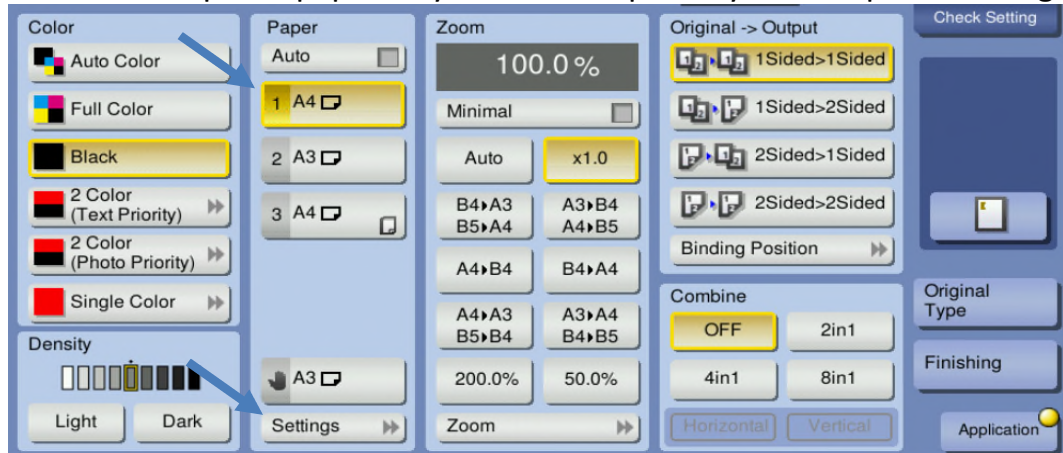 Color
Auto Color
Full Color
Black
2 Color
(Text Priority)
2 Color
(Photo Priority)
Single Color
Density
Light
Dark
Paper
Auto
1 A4
2 A3
3 A4
A3
Settings
Zoom
100.0 %
Minimal
Auto
x1.0
B4▸A3
B5▸A4
A3▸B4
A4▸B5
A4▸B4
B4▸A4
A4▸A3
B5▸B4
A3▸A4
B4▸B5
200.0%
50.0%
Zoom
Original -> Output
1Sided>1Sided
1Sided>2Sided
2Sided>1Sided
2Sided>2Sided
Binding Position
Combine
OFF
2in1
4in1
8in1
Horizontal
Vertical
Check Setting
Original
Type
Finishing
Application